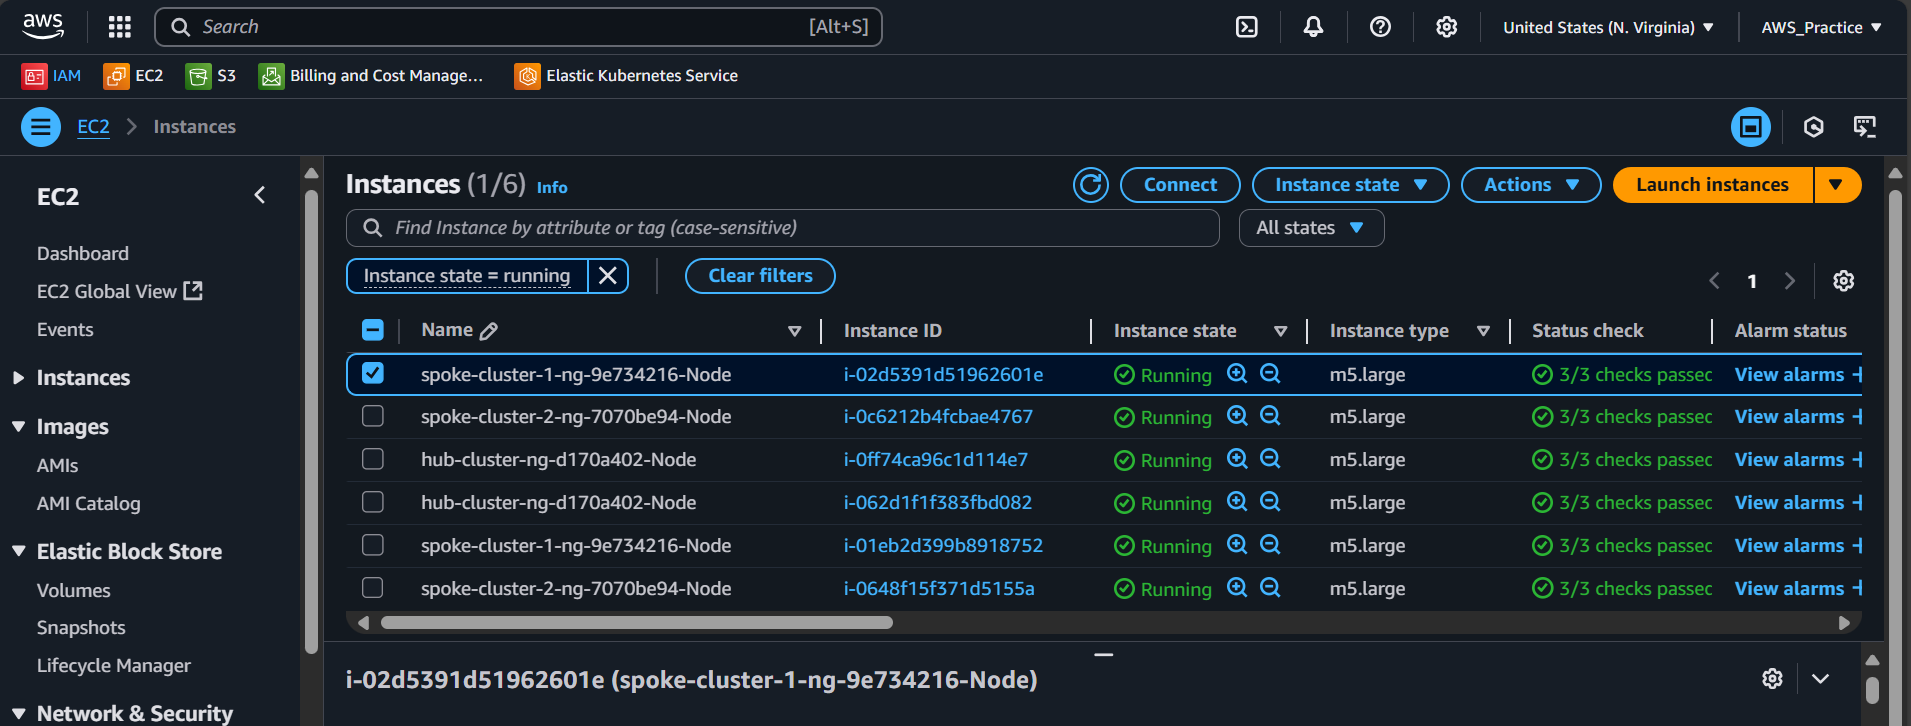 aws
Search [Alt+S]
United States (N. Virginia) AWS_Practice
IAM EC2 S3 Billing and Cost Manage... Elastic Kubernetes Service
EC2 Instances
EC2
Dashboard
EC2 Global View
Events
Instances
Images
AMIs
AMI Catalog
Elastic Block Store
Volumes
Snapshots
Lifecycle Manager
Network & Security
Instances (1/6) Info
Connect Instance state Actions Launch instances
Find Instance by attribute or tag (case-sensitive) All states
Instance state = running Clear filters
1
Name Instance ID Instance state Instance type Status check Alarm status
spoke-cluster-1-ng-9e734216-Node i-02d5391d51962601e Running m5.large 3/3 checks passed View alarms +
spoke-cluster-2-ng-7070be94-Node i-0c6212b4fcbae4767 Running m5.large 3/3 checks passed View alarms +
hub-cluster-ng-d170a402-Node i-0ff74ca96c1d114e7 Running m5.large 3/3 checks passed View alarms +
hub-cluster-ng-d170a402-Node i-062d1f1f383fbd082 Running m5.large 3/3 checks passed View alarms +
spoke-cluster-1-ng-9e734216-Node i-01eb2d399b8918752 Running m5.large 3/3 checks passed View alarms +
spoke-cluster-2-ng-7070be94-Node i-0648f15f371d5155a Running m5.large 3/3 checks passed View alarms +
i-02d5391d51962601e (spoke-cluster-1-ng-9e734216-Node)